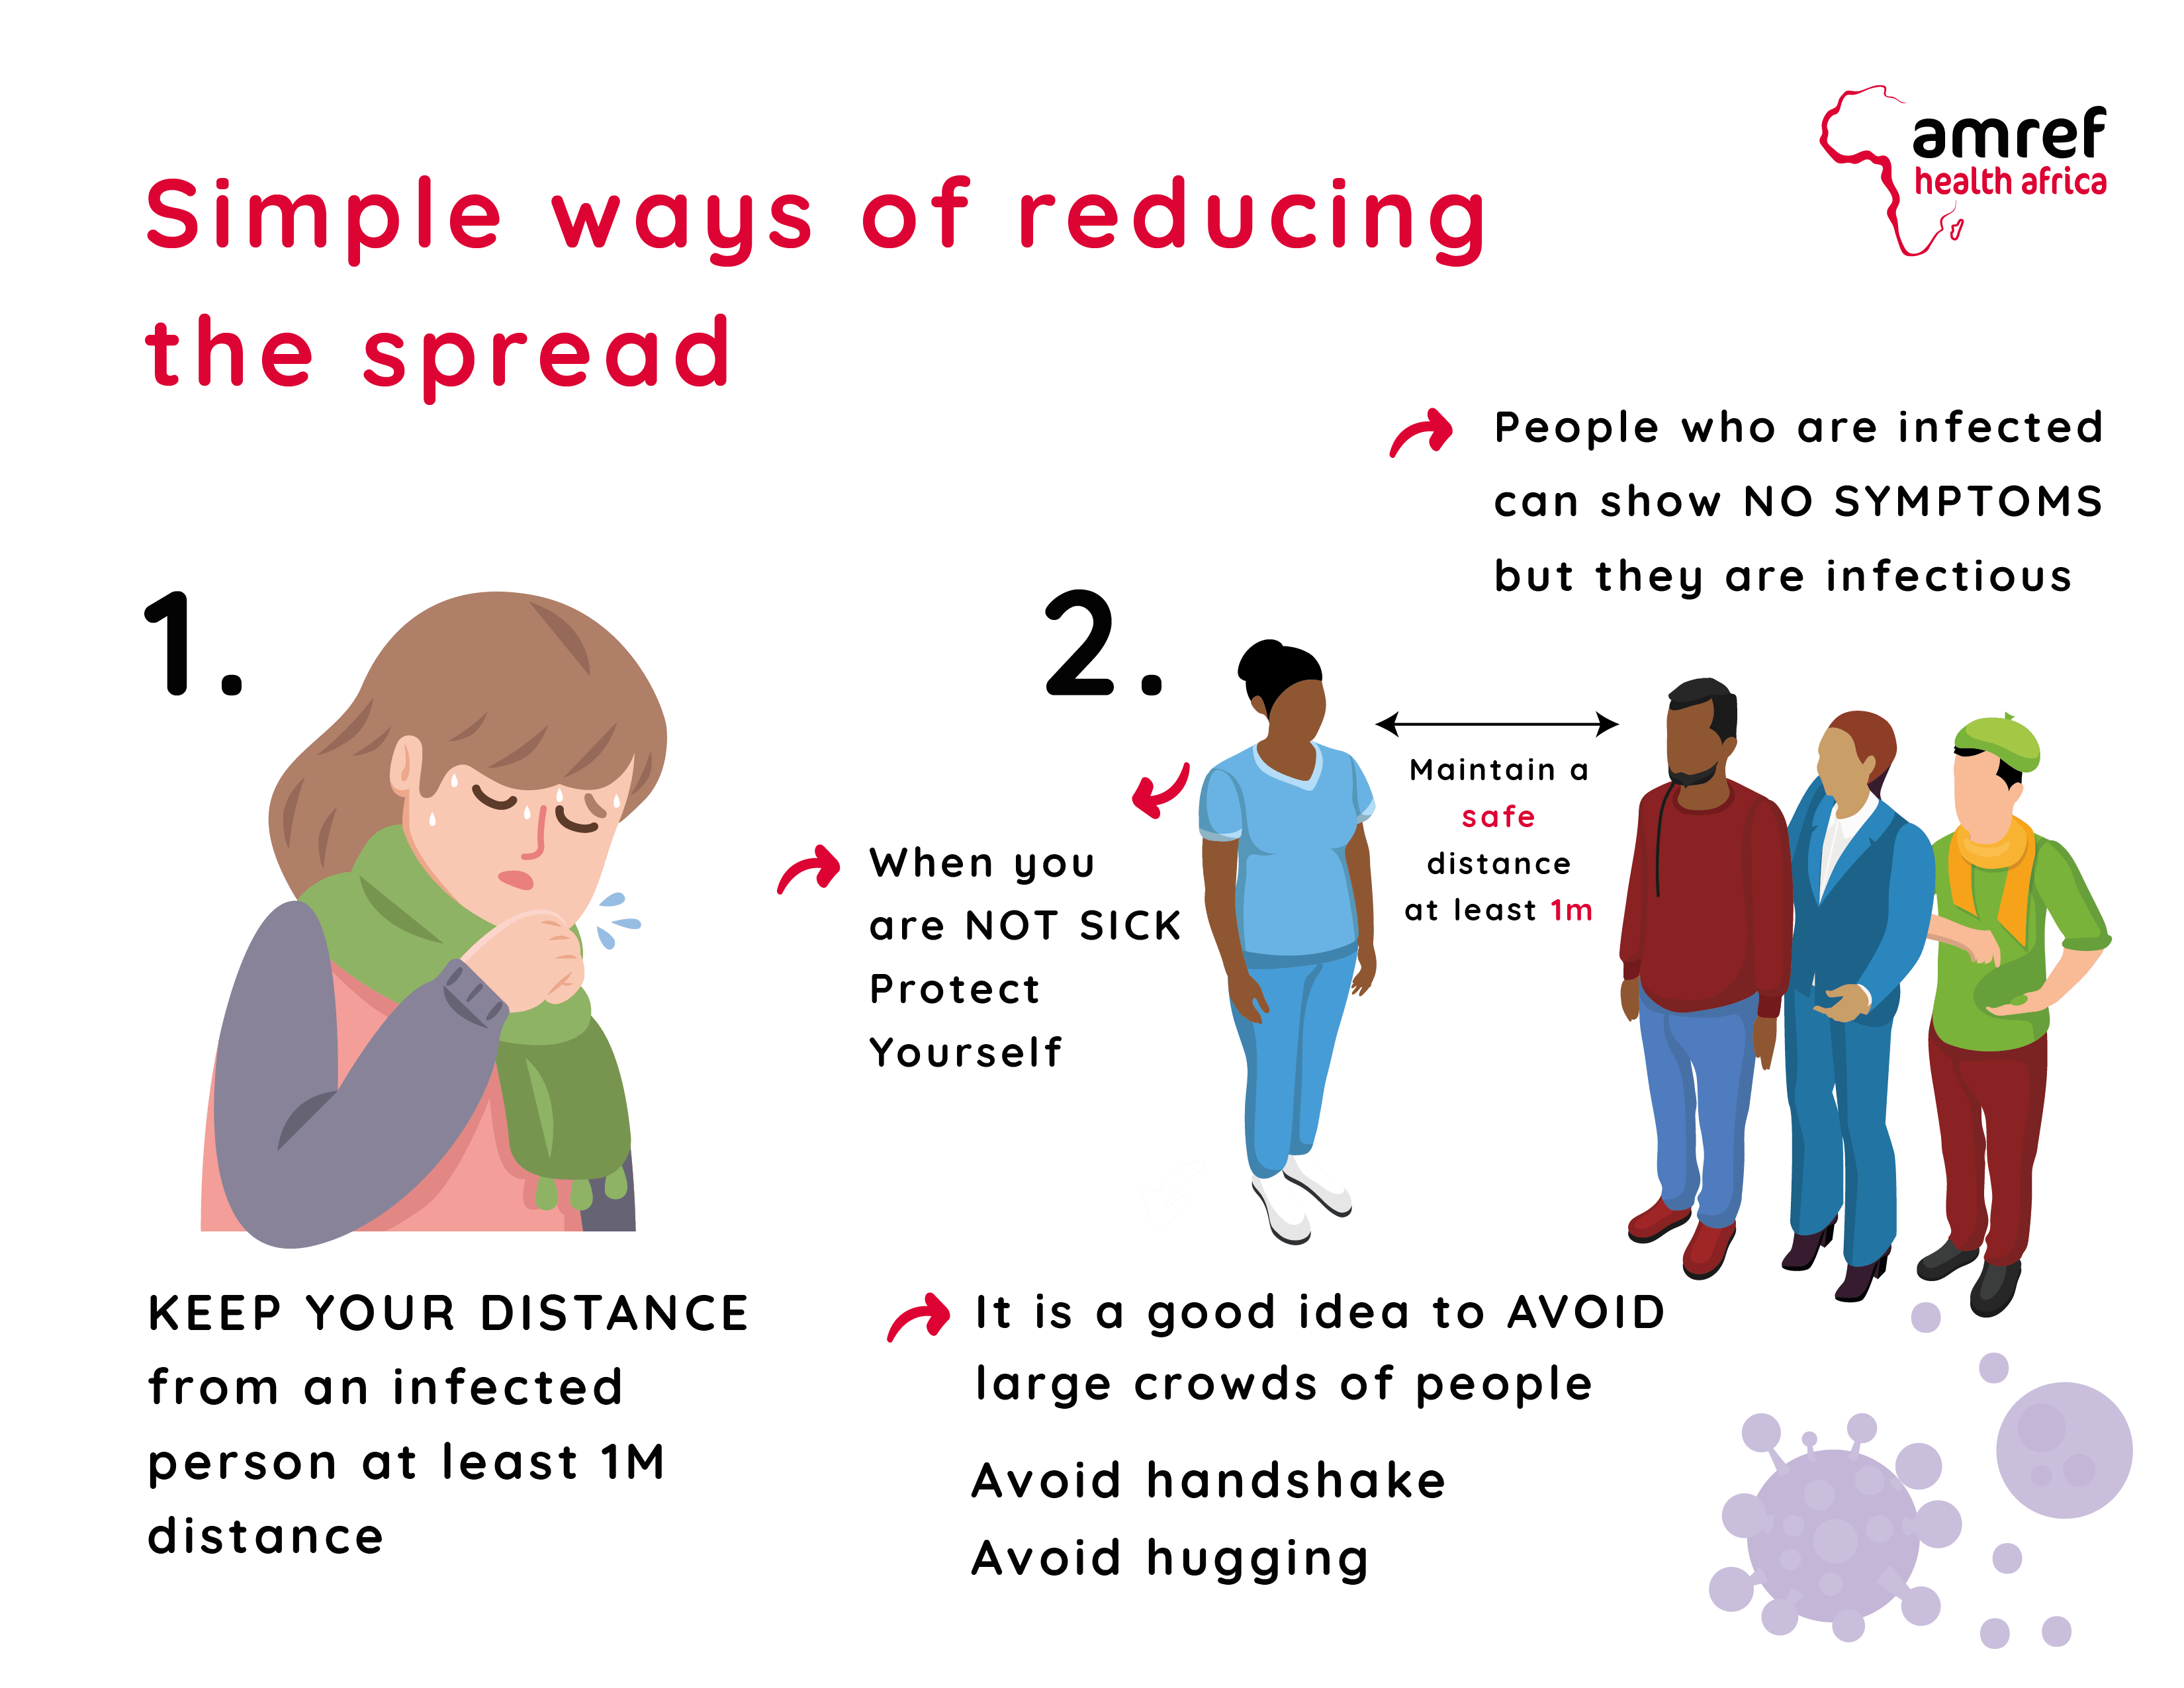 amref
health africa
Simple ways of reducing
the spread
People who are infected
can show NO SYMPTOMS
but they are infectious
1.
2.
Maintain a
safe
distance
at least 1m
When you
are NOT SICK
Protect
Yourself
KEEP YOUR DISTANCE
from an infected
person at least 1M
distance
It is a good idea to AVOID
large crowds of people
Avoid handshake
Avoid hugging